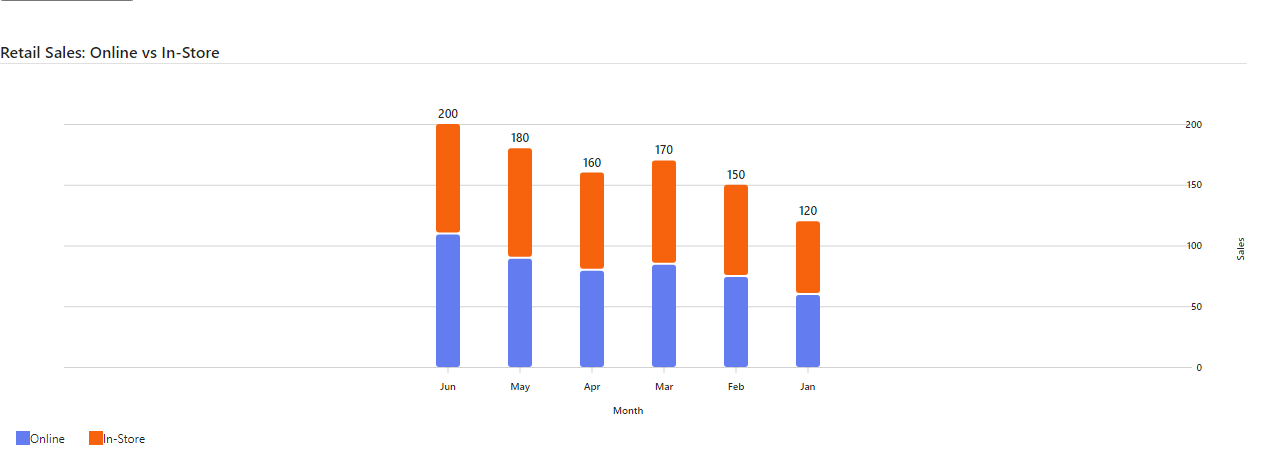 Retail Sales: Online vs In-Store
200
180
160
170
150
120
200
150
100
50
0
Sales
Jun May Apr Mar Feb Jan
Month
Online In-Store